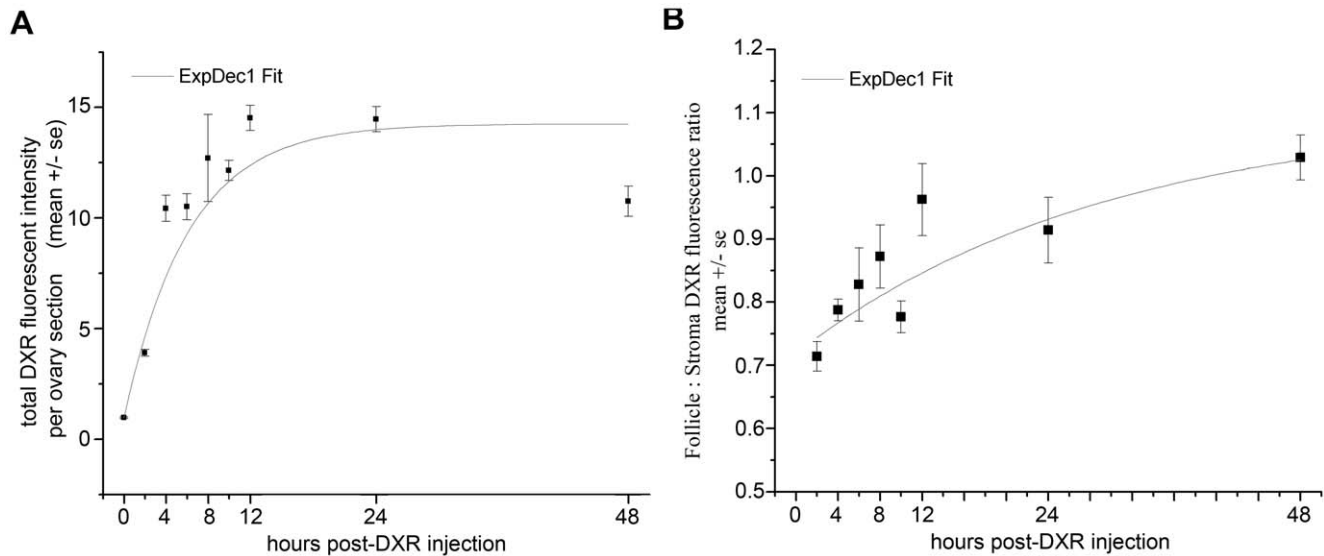 A
ExpDec1 Fit
15
10
5
0
total DXR fluorescent intensity
per ovary section (mean +/- se)
0 4 8 12 24 48
hours post-DXR injection
B
ExpDec1 Fit
1.2
1.1
1.0
0.9
0.8
0.7
0.6
0.5
Follicle : Stroma DXR fluorescence ratio
mean +/- se
0 4 8 12 24 48
hours post-DXR injection